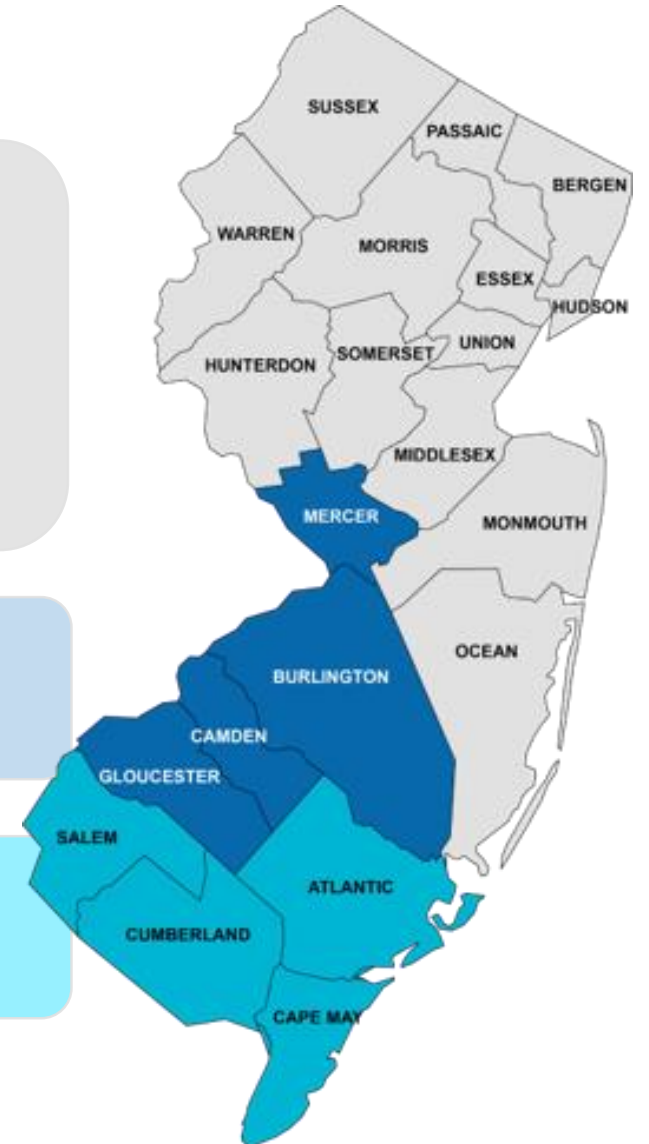 SUSSEX
PASSAIC
BERGEN
WARREN
MORRIS
ESSEX
HUDSON
UNION
SOMERSET
HUNTERDON
MIDDLESEX
MERCER
MONMOUTH
OCEAN
BURLINGTON
CAMDEN
GLOUCESTER
SALEM
ATLANTIC
CUMBERLAND
CAPE MAY